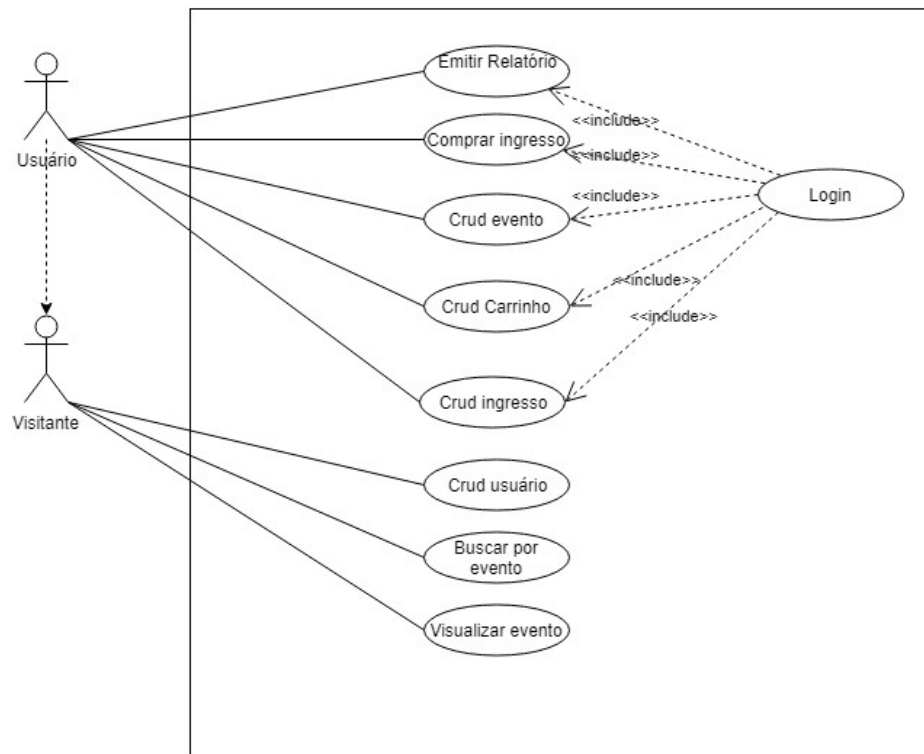 Emitir Relatório
<<include>>
Usuário
Comprar ingresso
<<include>>
Login
Crud evento
<<include>>
Crud Carrinho
<<include>>
<<include>>
Visitante
Crud ingresso
Crud usuário
Buscar por
evento
Visualizar evento